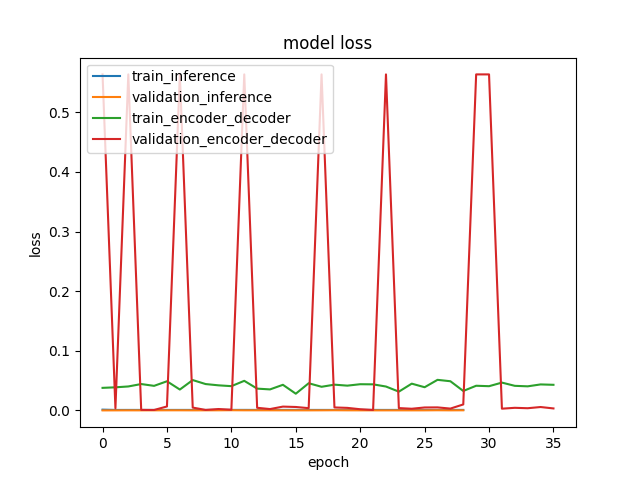 model loss
train_inference
validation_inference
train_encoder_decoder
validation_encoder_decoder
loss
0.5
0.4
0.3
0.2
0.1
0.0
0 5 10 15 20 25 30 35
epoch